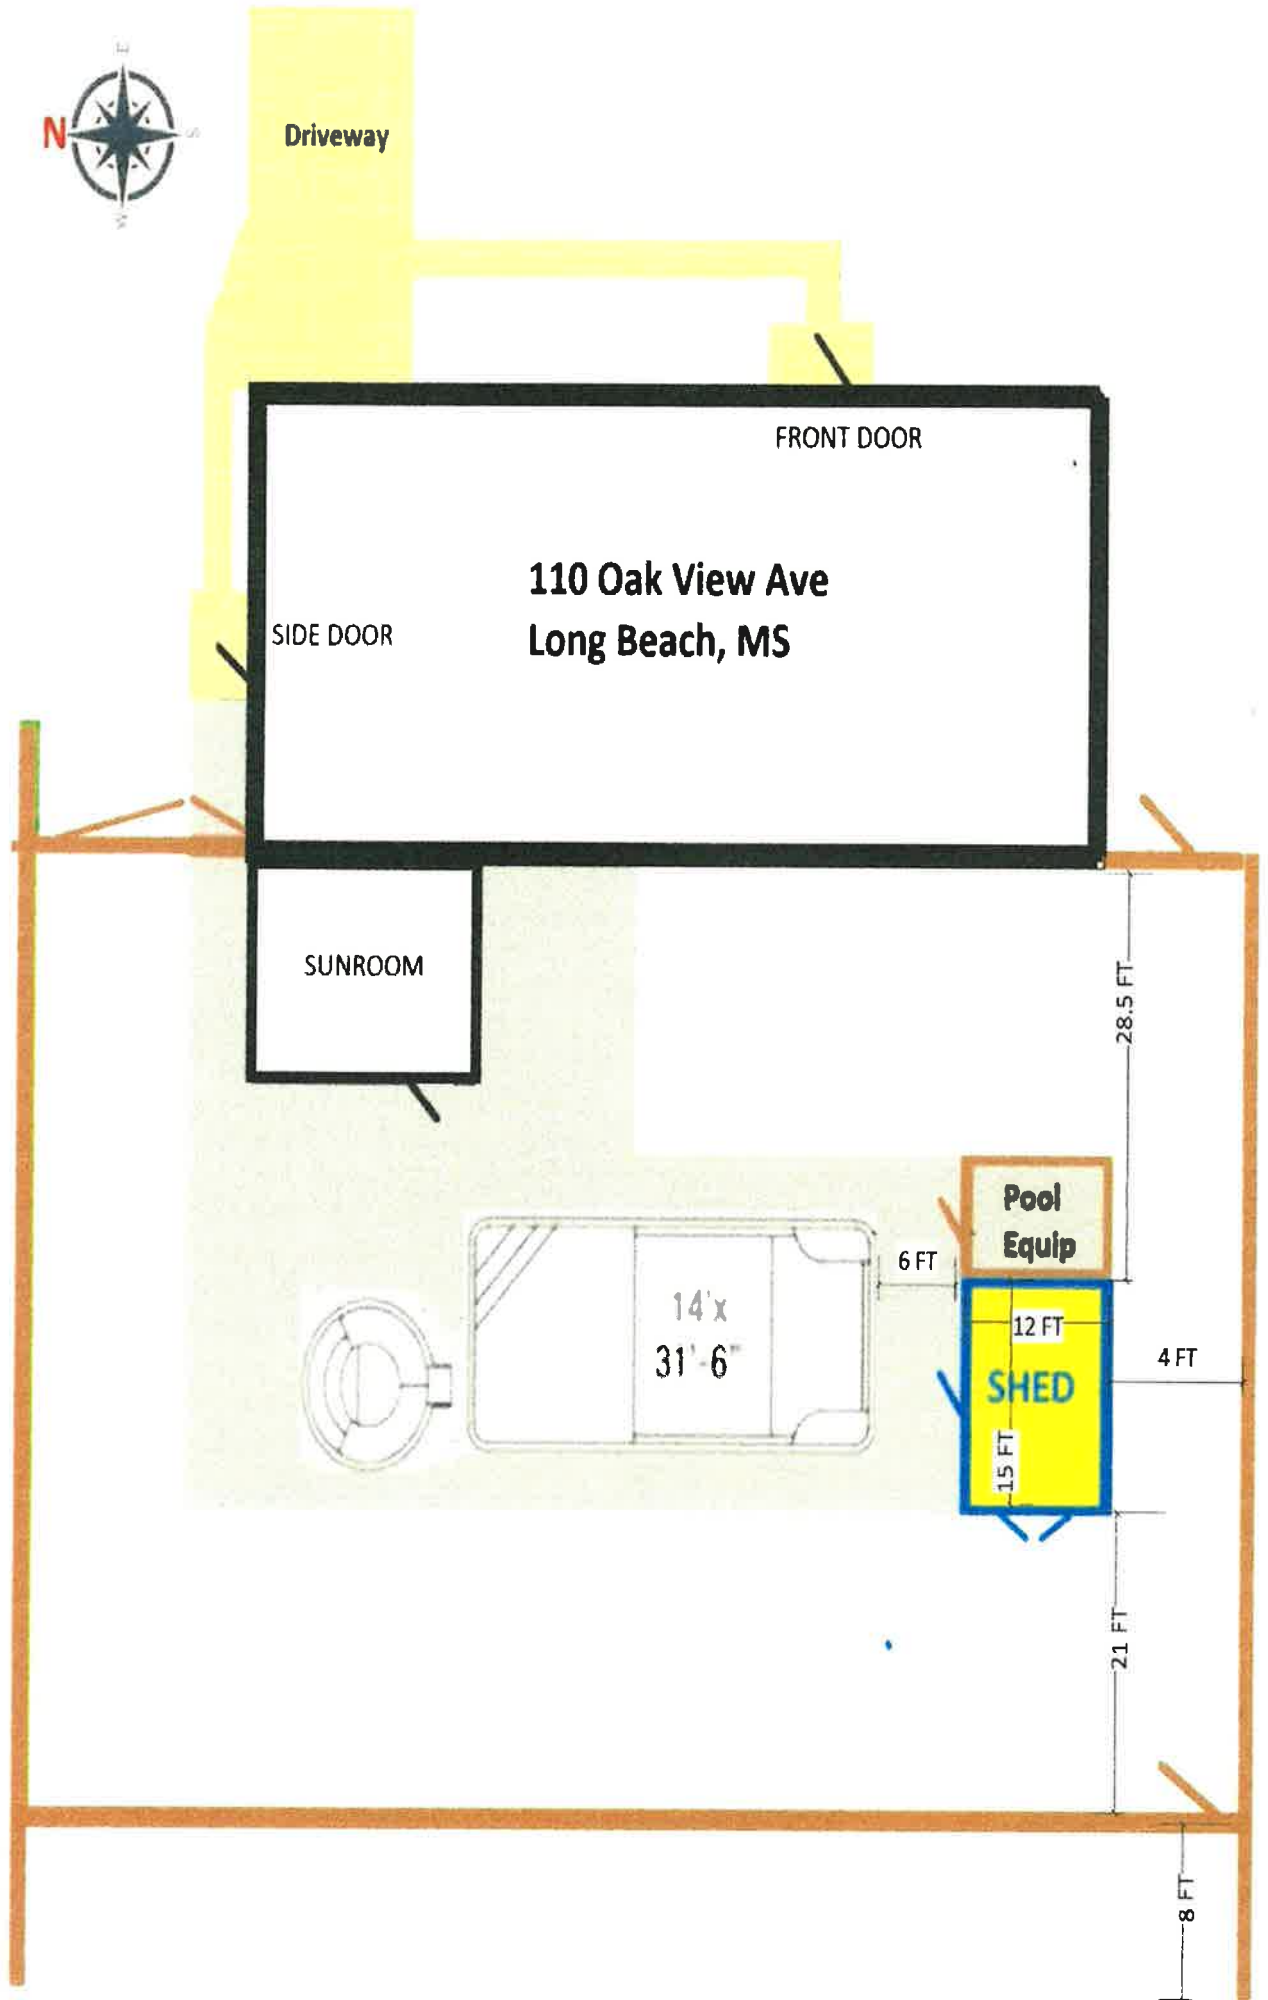 E
N
S
W
Driveway
FRONT DOOR
110 Oak View Ave
Long Beach, MS
SIDE DOOR
SUNROOM
28.5 FT
Pool
Equip
6 FT
14'x
31'-6"
12 FT
SHED
15 FT
4 FT
21 FT
8 FT